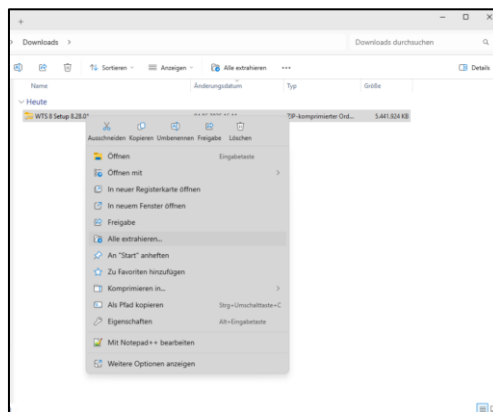 Downloads
Downloads durchsuchen
Sortieren Anzeigen Alle extrahieren ... Details
Name Änderungsdatum Typ Größe
Heute
WTS 8 Setup 8.28.0 ZIP-komprimierter Ord... 5.441.924 KB
Ausschneiden Kopieren Umbenennen Freigabe Löschen
Öffnen Eingabetaste
Öffnen mit
In neuer Registerkarte öffnen
In neuem Fenster öffnen
Freigabe
Alle extrahieren...
An "Start" anheften
Zu Favoriten hinzufügen
Komprimieren in...
Als Pfad kopieren Strg+Umschalttaste+C
Eigenschaften Alt+Eingabetaste
Mit Notepad++ bearbeiten
Weitere Optionen anzeigen